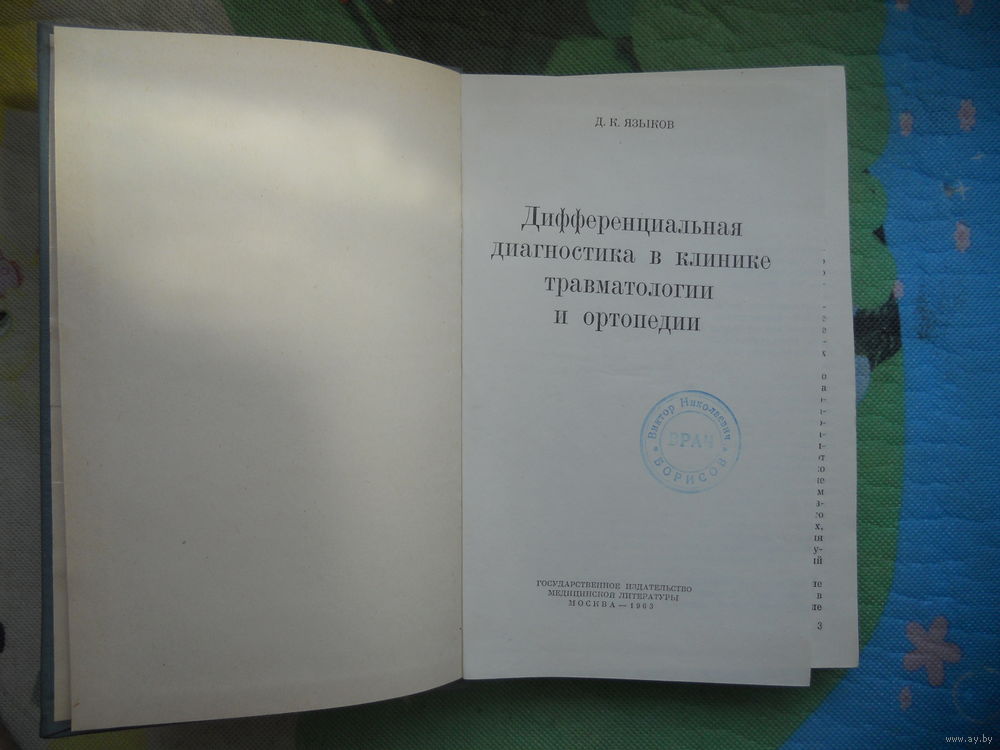 Д. К. ЯЗЫКОВ
Дифференциальная
диагностика в клинике
травматологии
и ортопедии
Виктор Николаевич
ВРАЧ
БОРИСОВ
ГОСУДАРСТВЕННОЕ ИЗДАТЕЛЬСТВО
МЕДИЦИНСКОЙ ЛИТЕРАТУРЫ
МОСКВА — 1963
3
www.ay.by